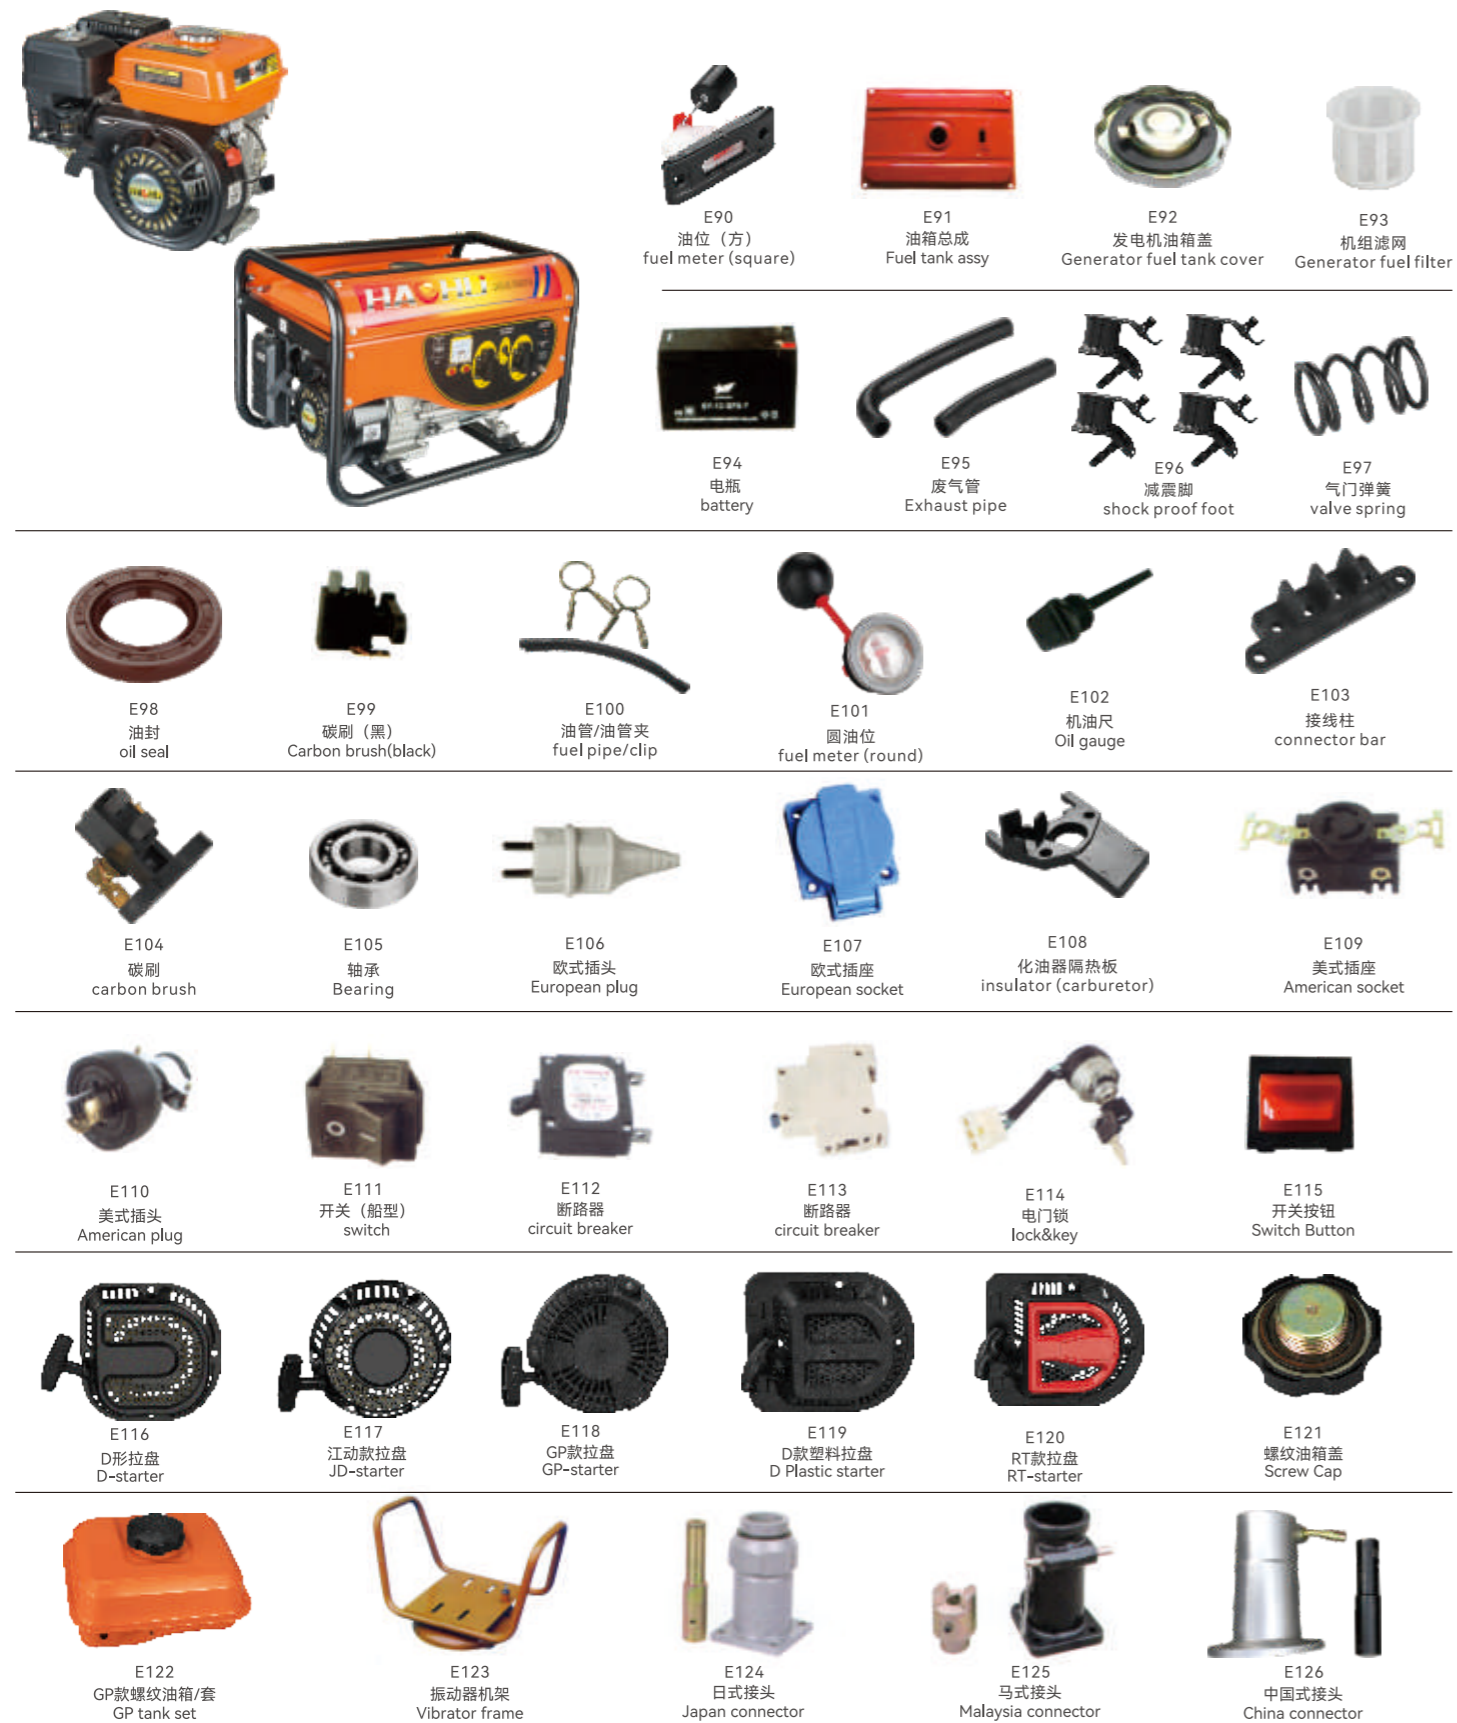 HAOHLI
E90
油位（方）
fuel meter (square)
E91
油箱总成
Fuel tank assy
E92
发电机油箱盖
Generator fuel tank cover
E93
机组滤网
Generator fuel filter
E94
电瓶
battery
E95
废气管
Exhaust pipe
E96
减震脚
shock proof foot
E97
气门弹簧
valve spring
E98
油封
oil seal
E99
碳刷（黑）
Carbon brush(black)
E100
油管/油管夹
fuel pipe/clip
E101
圆油位
fuel meter (round)
E102
机油尺
Oil gauge
E103
接线柱
connector bar
E104
碳刷
carbon brush
E105
轴承
Bearing
E106
欧式插头
European plug
E107
欧式插座
European socket
E108
化油器隔热板
insulator (carburetor)
E109
美式插座
American socket
E110
美式插头
American plug
E111
开关（船型）
switch
E112
断路器
circuit breaker
E113
断路器
circuit breaker
E114
电门锁
lock&key
E115
开关按钮
Switch Button
E116
D形拉盘
D-starter
E117
江动款拉盘
JD-starter
E118
GP款拉盘
GP-starter
E119
D款塑料拉盘
D Plastic starter
E120
RT款拉盘
RT-starter
E121
螺纹油箱盖
Screw Cap
E122
GP款螺纹油箱/套
GP tank set
E123
振动器机架
Vibrator frame
E124
日式接头
Japan connector
E125
马式接头
Malaysia connector
E126
中国式接头
China connector